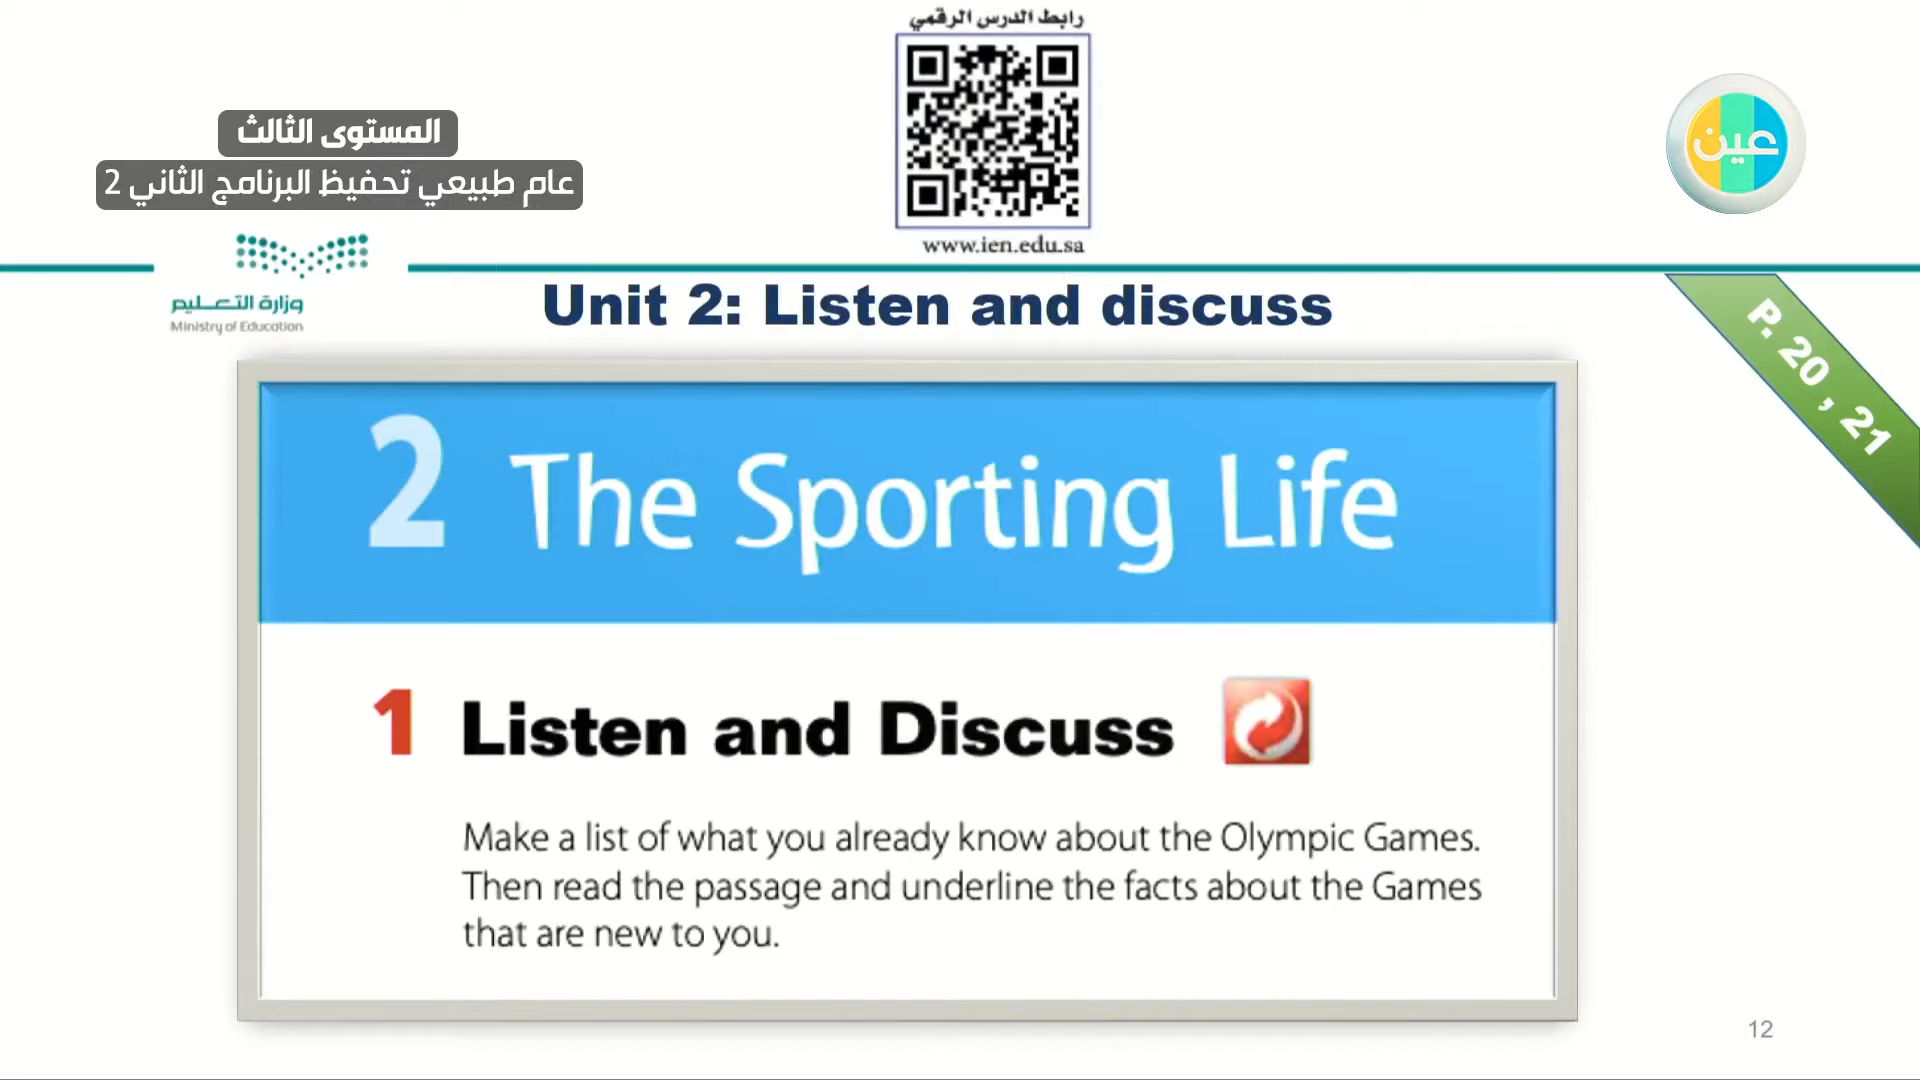 رابط الدرس الرقمي
المستوى الثالث
عام طبيعي تحفيظ البرنامج الثاني 2
عين
www.ien.edu.sa
وزارة التعليم
Ministry of Education
Unit 2: Listen and discuss
P. 20 , 21
2 The Sporting Life
1 Listen and Discuss
Make a list of what you already know about the Olympic Games.
Then read the passage and underline the facts about the Games
that are new to you.
12